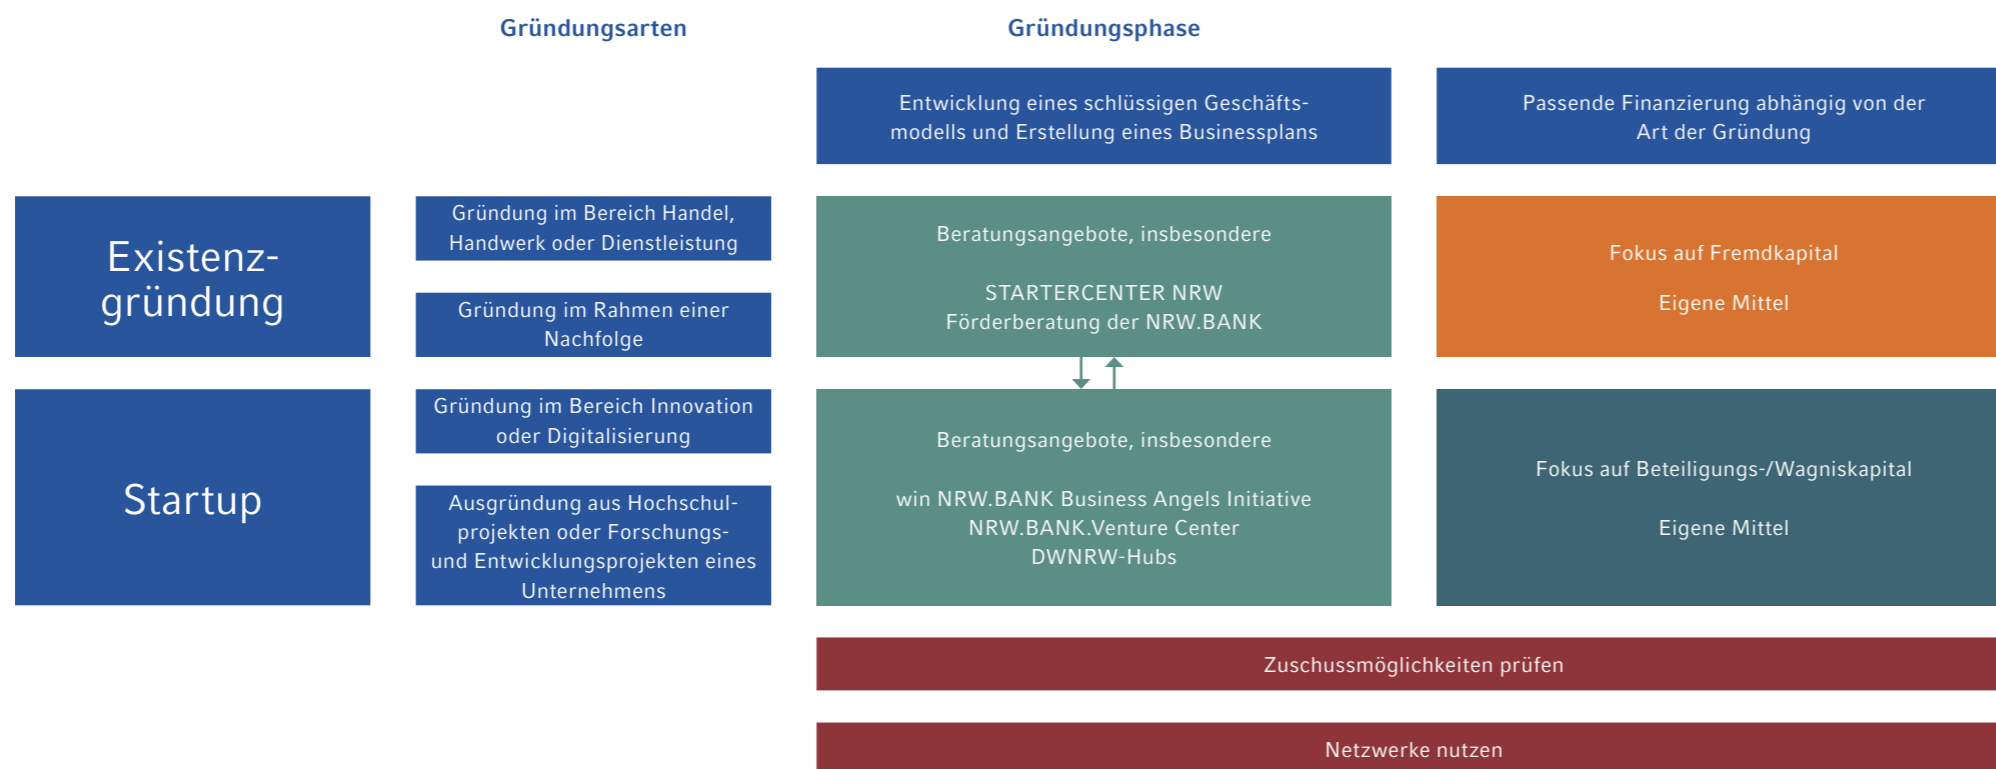 Gründungsarten
Gründungsphase
Entwicklung eines schlüssigen Geschäfts-
modells und Erstellung eines Businessplans
Passende Finanzierung abhängig von der
Art der Gründung
Existenz-
gründung
Gründung im Bereich Handel,
Handwerk oder Dienstleistung
Gründung im Rahmen einer
Nachfolge
Beratungsangebote, insbesondere
STARTERCENTER NRW
Förderberatung der NRW.BANK
Fokus auf Fremdkapital
Eigene Mittel
Startup
Gründung im Bereich Innovation
oder Digitalisierung
Ausgründung aus Hochschul-
projekten oder Forschungs-
und Entwicklungsprojekten eines
Unternehmens
Beratungsangebote, insbesondere
win NRW.BANK Business Angels Initiative
NRW.BANK.Venture Center
DWNRW-Hubs
Fokus auf Beteiligungs-/Wagniskapital
Eigene Mittel
Zuschussmöglichkeiten prüfen
Netzwerke nutzen